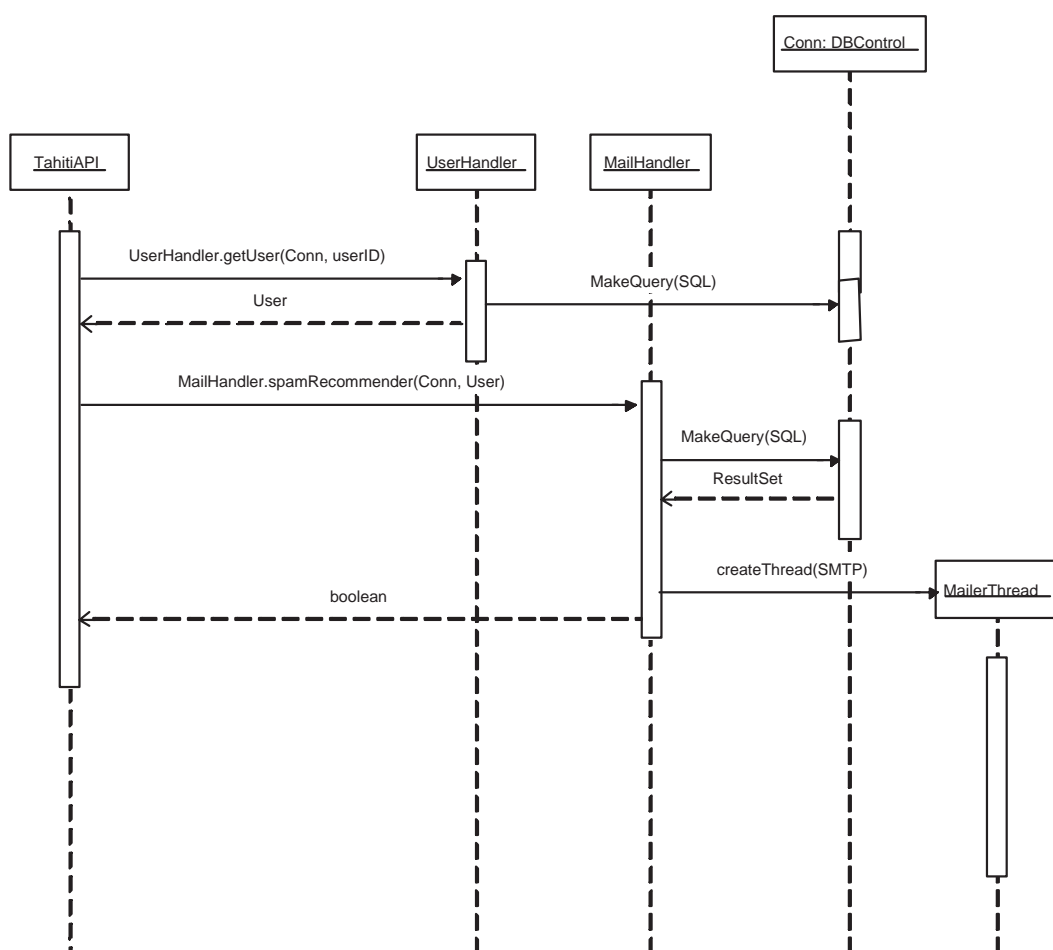 Conn: DBControl
TahitiAPI
UserHandler
MailHandler
UserHandler.getUser(Conn, userID)
MakeQuery(SQL)
User
MailHandler.spamRecommender(Conn, User)
MakeQuery(SQL)
ResultSet
createThread(SMTP)
MailerThread
boolean